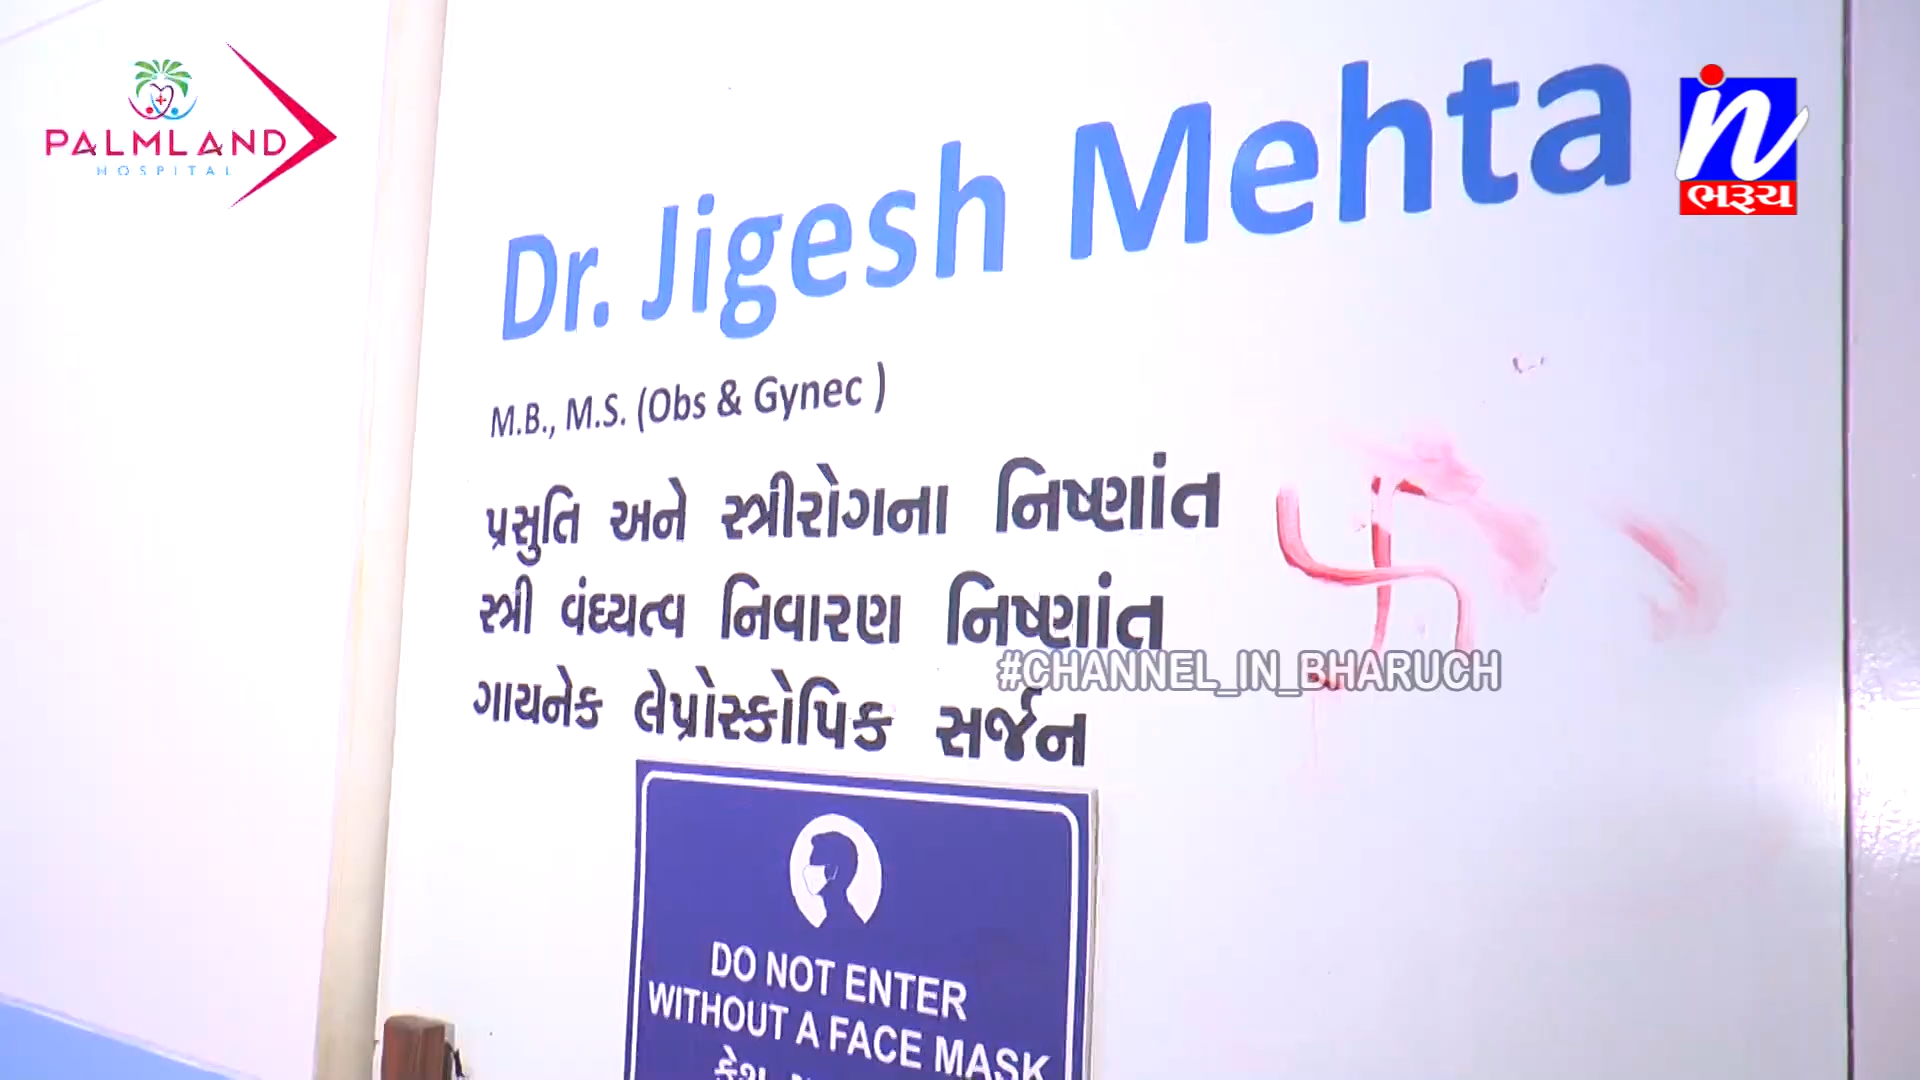 PALMLAND
HOSPITAL
in
ભરૂચ
Dr. Jigesh Mehta
M.B., M.S. (Obs & Gynec )
પ્રસુતિ અને સ્ત્રીરોગના નિષ્ણાંત
સ્ત્રી વંધ્યત્વ નિવારણ નિષ્ણાંત
#CHANNEL_IN_BHARUCH
ગાયનેક લેપ્રોસ્કોપિક સર્જન
DO NOT ENTER
WITHOUT A FACE MASK